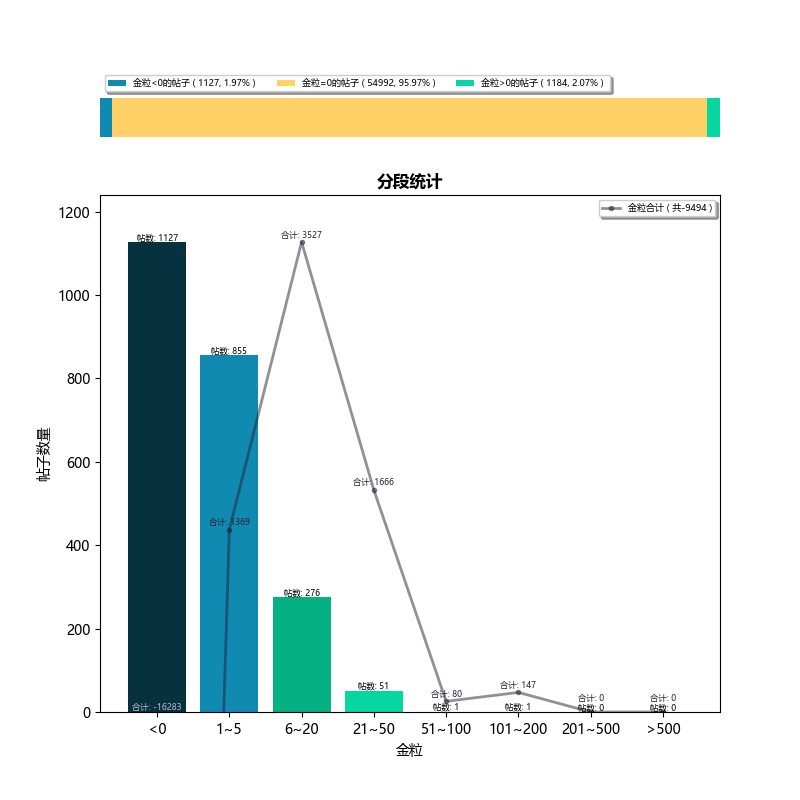 金粒<0的帖子 ( 1127, 1.97% ) 金粒=0的帖子 ( 54992, 95.97% ) 金粒>0的帖子 ( 1184, 2.07% )
分段统计
金粒合计 ( 共-9494 )
1200
1000
800
600
400
200
0
帖子数量
帖数: 1127
帖数: 855
帖数: 276
帖数: 51
帖数: 1
帖数: 1
帖数: 0
帖数: 0
合计: -16283
合计: 1369
合计: 3527
合计: 1666
合计: 80
合计: 147
合计: 0
合计: 0
<0 1~5 6~20 21~50 51~100 101~200 201~500 >500
金粒